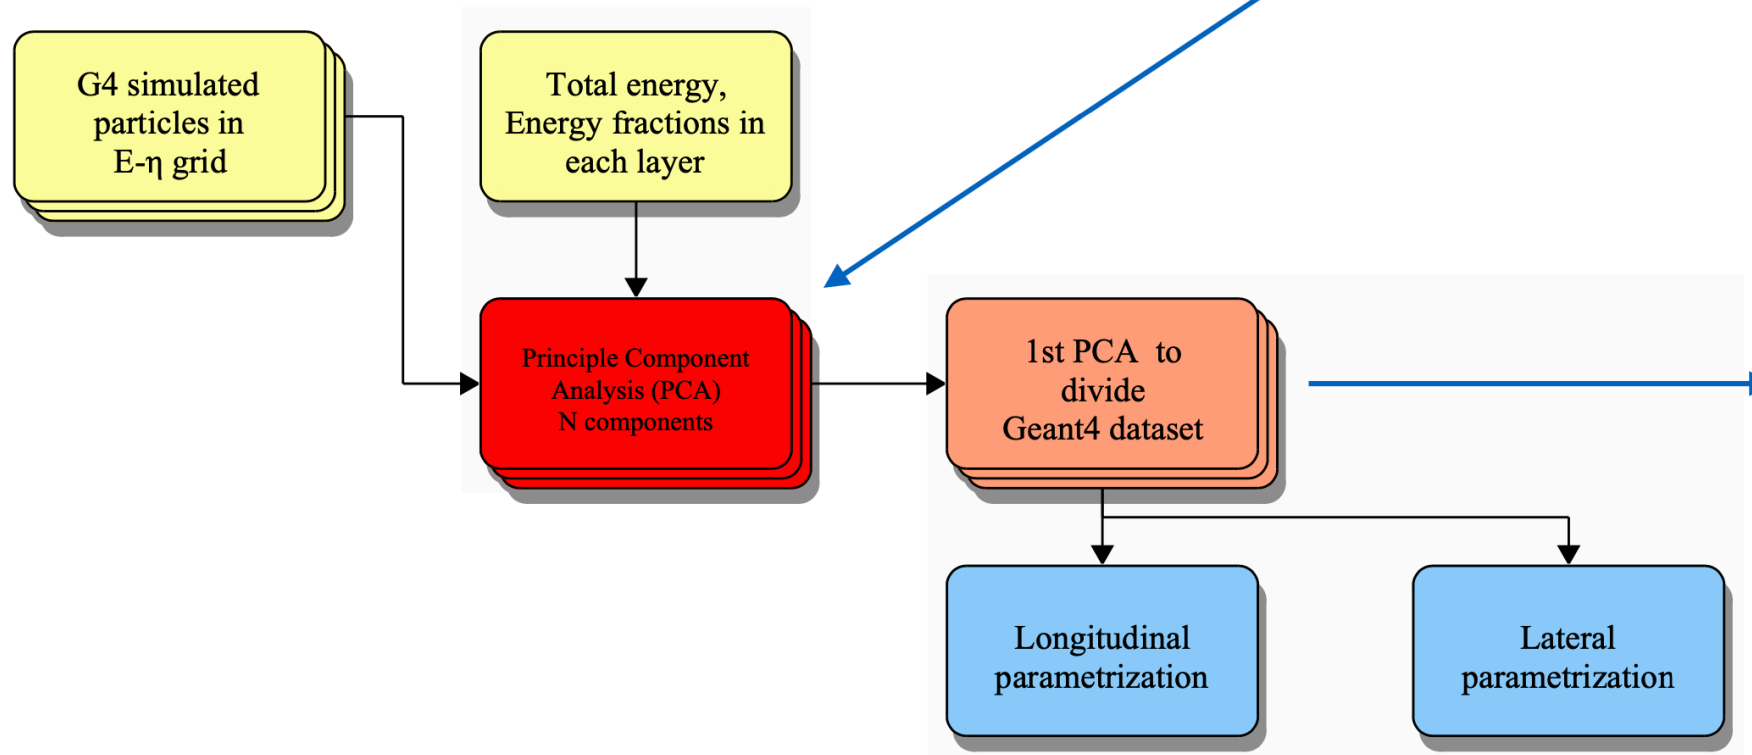 G4 simulated
particles in
E-η grid
Total energy,
Energy fractions in
each layer
Principle Component
Analysis (PCA)
N components
1st PCA to
divide
Geant4 dataset
Longitudinal
parametrization
Lateral
parametrization